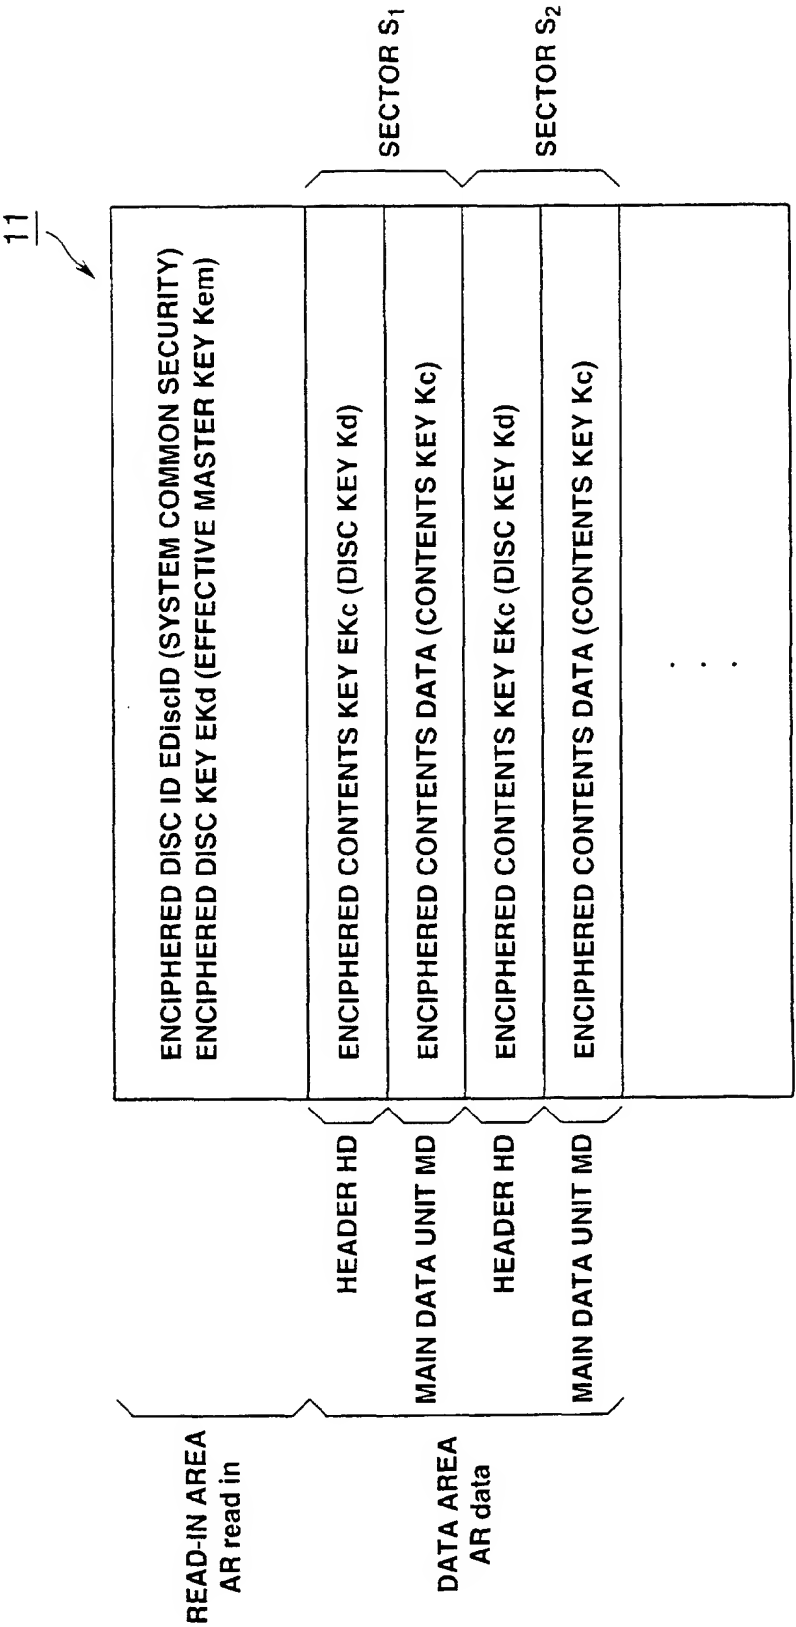 11
READ-IN AREA
AR read in
ENCIPHERED DISC ID EDiscID (SYSTEM COMMON SECURITY)
ENCIPHERED DISC KEY EKd (EFFECTIVE MASTER KEY Kem)
DATA AREA
AR data
HEADER HD
ENCIPHERED CONTENTS KEY EKc (DISC KEY Kd)
SECTOR S1
MAIN DATA UNIT MD
ENCIPHERED CONTENTS DATA (CONTENTS KEY Kc)
HEADER HD
ENCIPHERED CONTENTS KEY EKc (DISC KEY Kd)
SECTOR S2
MAIN DATA UNIT MD
ENCIPHERED CONTENTS DATA (CONTENTS KEY Kc)
. . .